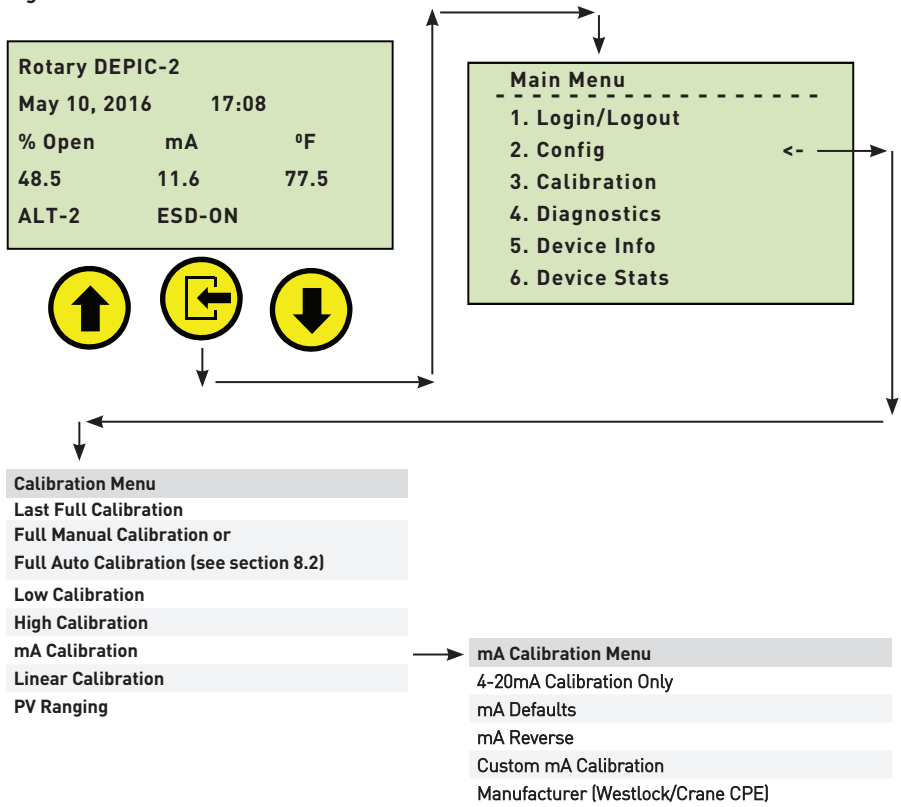 Rotary DEPIC-2
May 10, 2016 17:08
% Open mA ºF
48.5 11.6 77.5
ALT-2 ESD-ON
Main Menu
- - - - - - - - - - - - - - - - - - -
1. Login/Logout
2. Config <-
3. Calibration
4. Diagnostics
5. Device Info
6. Device Stats
Calibration Menu
Last Full Calibration
Full Manual Calibration or
Full Auto Calibration (see section 8.2)
Low Calibration
High Calibration
mA Calibration
Linear Calibration
PV Ranging
mA Calibration Menu
4-20mA Calibration Only
mA Defaults
mA Reverse
Custom mA Calibration
Manufacturer (Westlock/Crane CPE)